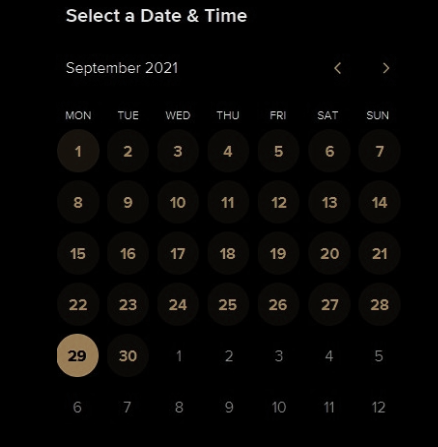 Select a Date & Time
September 2021
MON TUE WED THU FRI SAT SUN
1 2 3 4 5 6 7
8 9 10 11 12 13 14
15 16 17 18 19 20 21
22 23 24 25 26 27 28
29 30 1 2 3 4 5
6 7 8 9 10 11 12